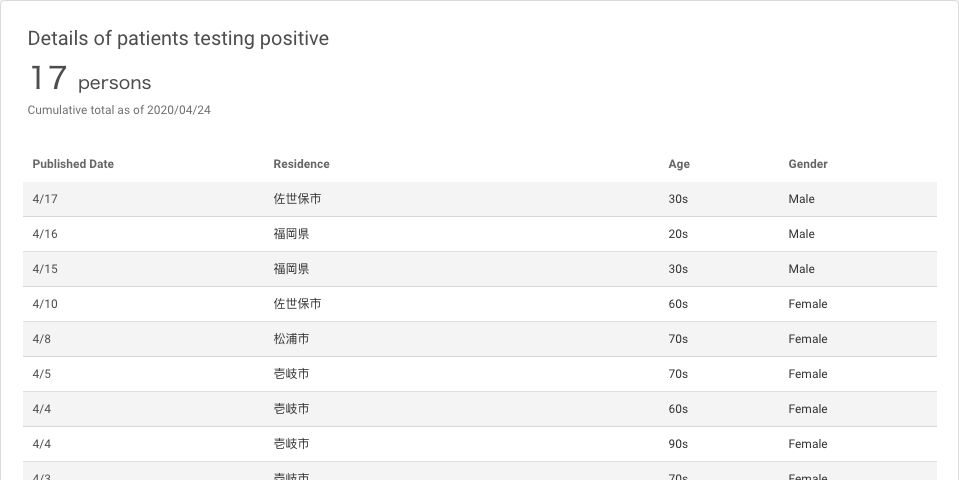 Details of patients testing positive
17 persons
Cumulative total as of 2020/04/24
Published Date Residence Age Gender
4/17 佐世保市 30s Male
4/16 福岡県 20s Male
4/15 福岡県 30s Male
4/10 佐世保市 60s Female
4/8 松浦市 70s Female
4/5 壱岐市 70s Female
4/4 壱岐市 60s Female
4/4 壱岐市 90s Female
4/3 壱岐市 70s Female